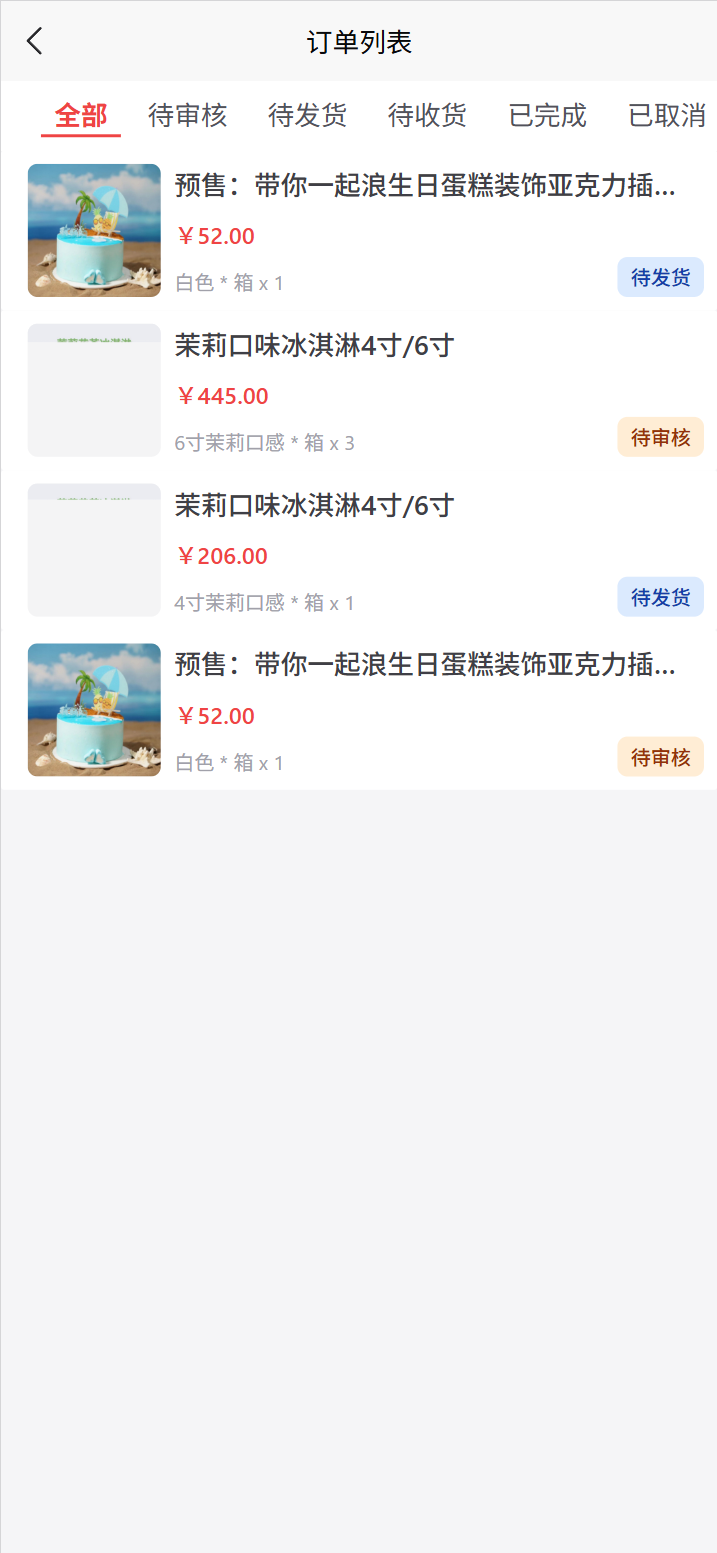 订单列表
全部 待审核 待发货 待收货 已完成 已取消
预售：带你一起浪生日蛋糕装饰亚克力插...
￥52.00
白色 * 箱 x 1
待发货
茉莉口味冰淇淋4寸/6寸
￥445.00
6寸茉莉口感 * 箱 x 3
待审核
茉莉口味冰淇淋4寸/6寸
￥206.00
4寸茉莉口感 * 箱 x 1
待发货
预售：带你一起浪生日蛋糕装饰亚克力插...
￥52.00
白色 * 箱 x 1
待审核